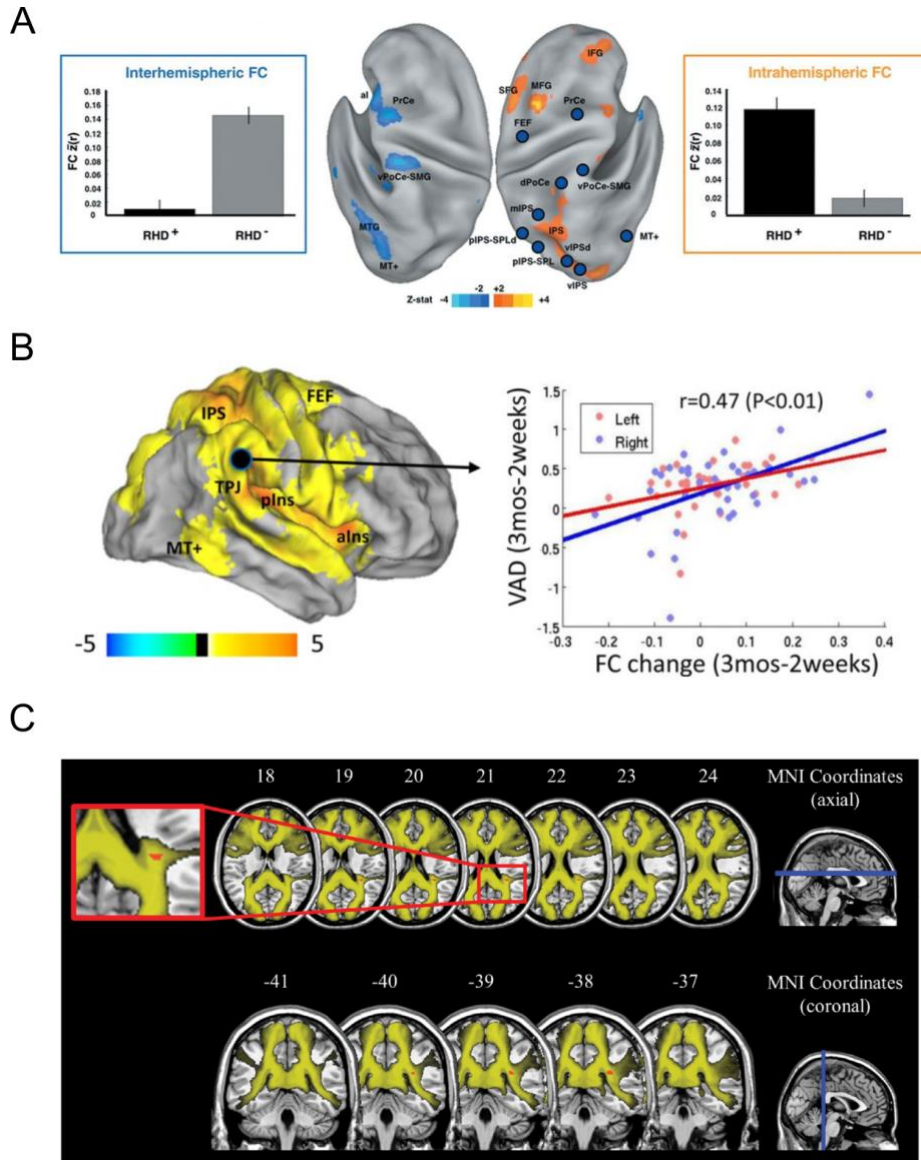 A
Interhemispheric FC
FC z̄(r)
0.18
0.16
0.14
0.12
0.10
0.08
0.06
0.04
0.02
0
RHD+
RHD-
aI
PrCe
vPoCe-SMG
MTG
MT+
IFG
SFG
MFG
PrCe
FEF
dPoCe
vPoCe-SMG
mIPS
IPS
pIPS-SPLd
MT+
vIPSd
pIPS-SPL
vIPS
Z-stat
-4
-2
+2
+4
Intrahemispheric FC
FC z̄(r)
0.12
0.10
0.08
0.06
0.04
0.02
0
RHD+
RHD-
B
IPS
FEF
TPJ
pIns
aIns
MT+
-5
5
r=0.47 (P<0.01)
Left
Right
VAD (3mos-2weeks)
1.5
1
0.5
0
0.5
-1
-1.5
-0.3
-0.2
-0.1
0
0.1
0.2
0.3
0.4
FC change (3mos-2weeks)
C
18 19 20 21 22 23 24
MNI Coordinates
(axial)
-41 -40 -39 -38 -37
MNI Coordinates
(coronal)